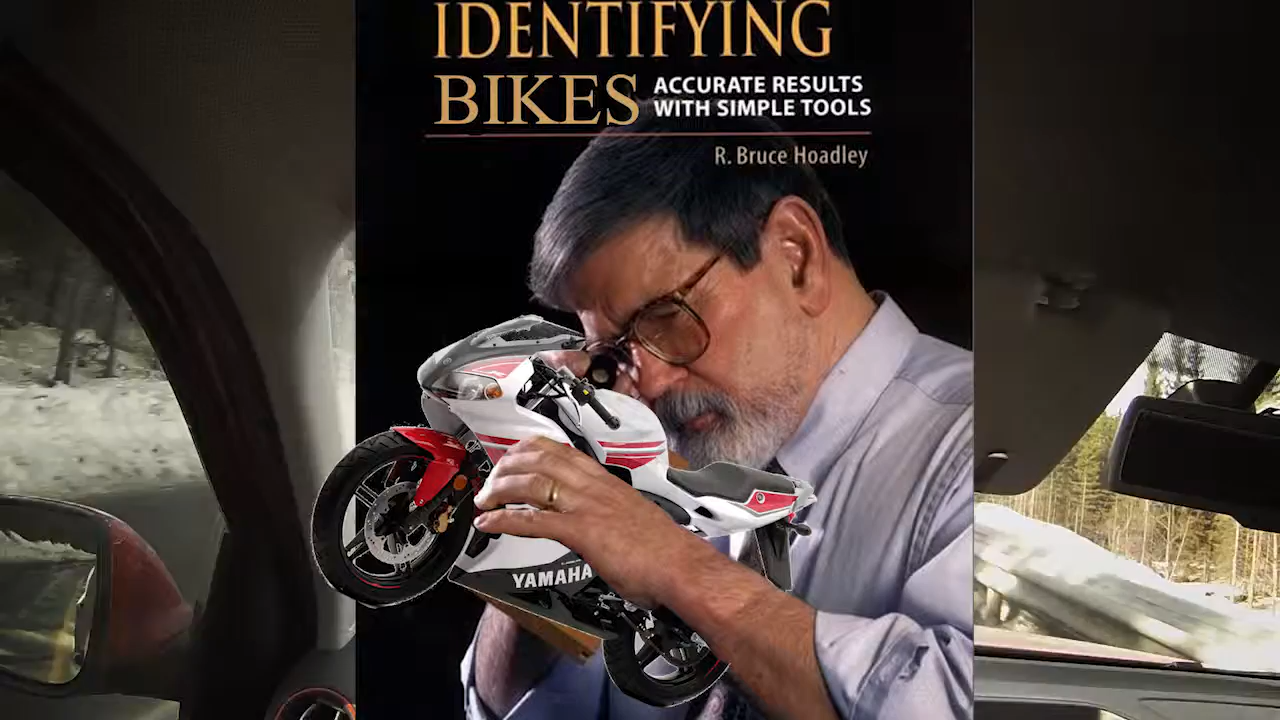 IDENTIFYING
BIKES
ACCURATE RESULTS
WITH SIMPLE TOOLS
R. Bruce Hoadley
YAMAHA